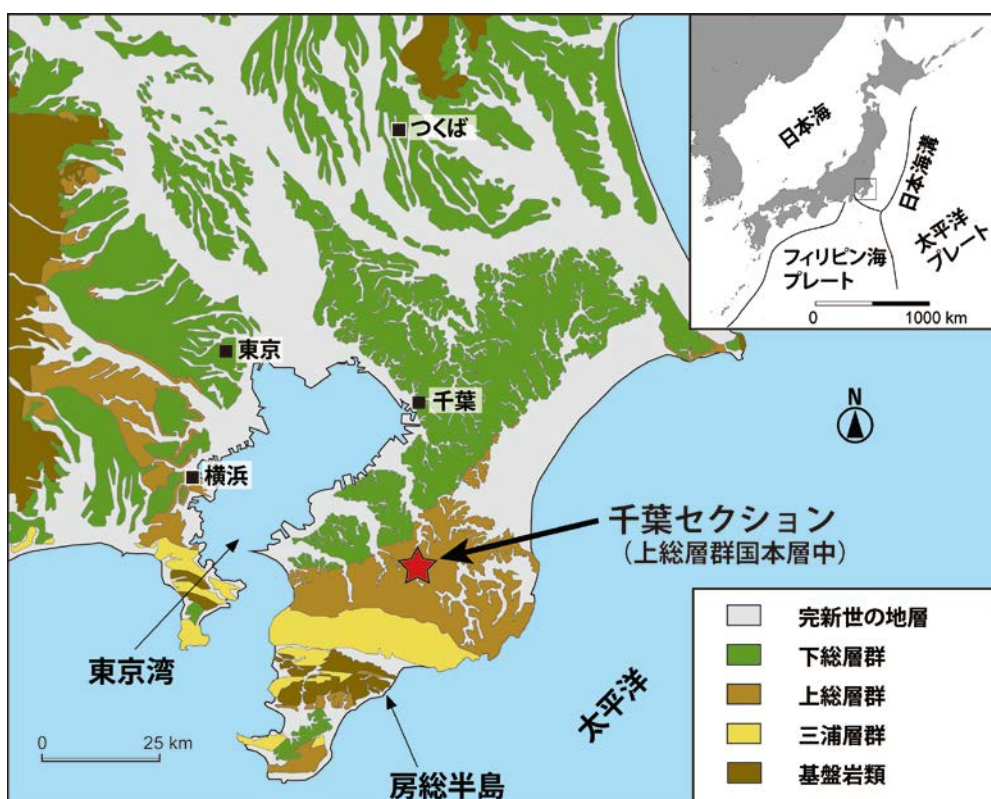 つくば
東京
千葉
横浜
千葉セクション
（上総層群国本層中）
東京湾
房総半島
太平洋
N
0 25 km
日本海
日本海溝
太平洋
プレート
フィリピン海
プレート
0 1000 km
完新世の地層
下総層群
上総層群
三浦層群
基盤岩類